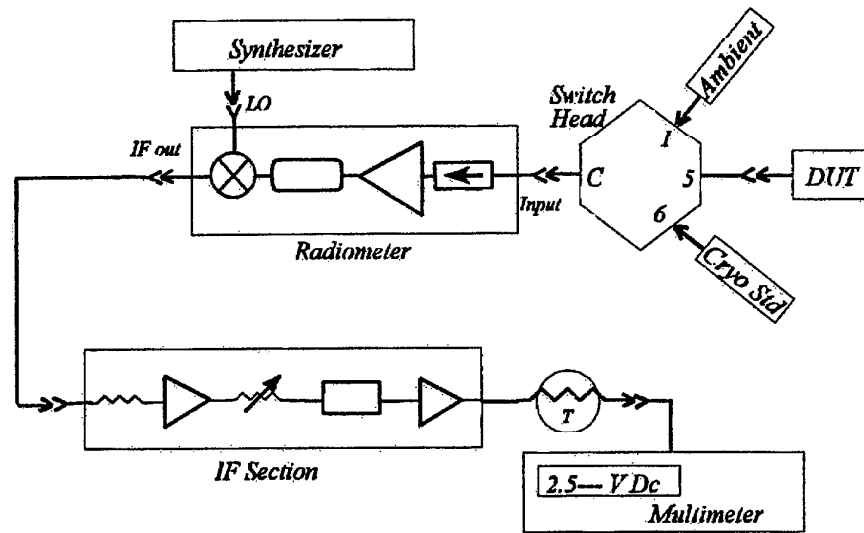 Synthesizer
LO
IF out
Radiometer
Input
Switch
Head
C
1
5
6
Ambient
DUT
Cryo Std
IF Section
T
2.5— V Dc
Multimeter